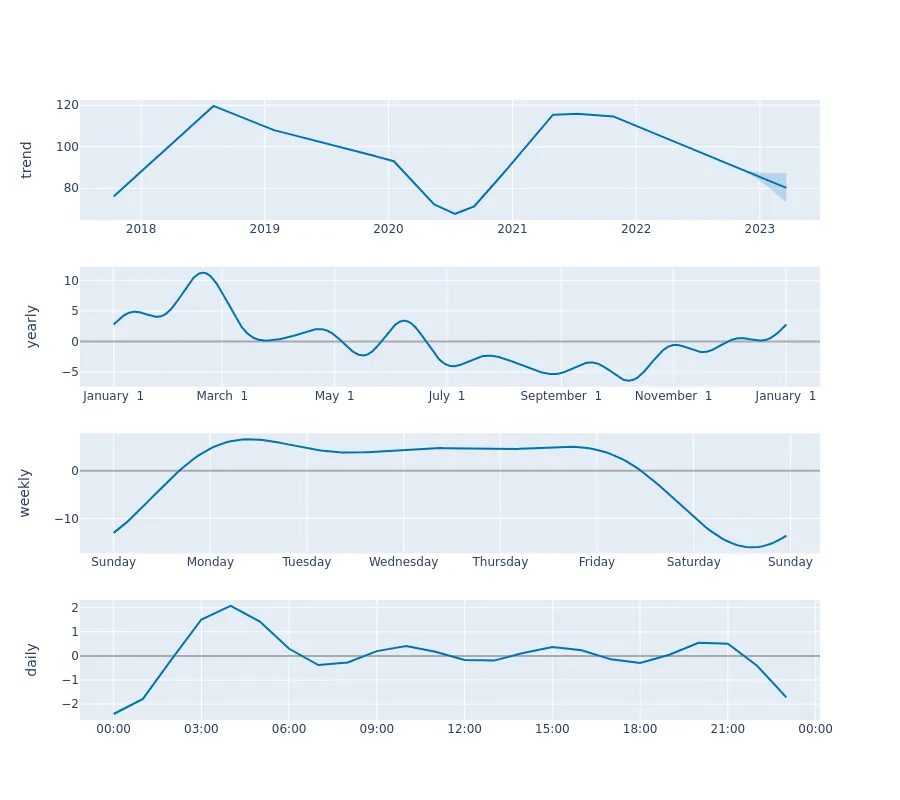 trend
120
100
80
2018 2019 2020 2021 2022 2023
yearly
10
5
0
−5
January 1 March 1 May 1 July 1 September 1 November 1 January 1
weekly
0
−10
Sunday Monday Tuesday Wednesday Thursday Friday Saturday Sunday
daily
2
1
0
−1
−2
00:00 03:00 06:00 09:00 12:00 15:00 18:00 21:00 00:00